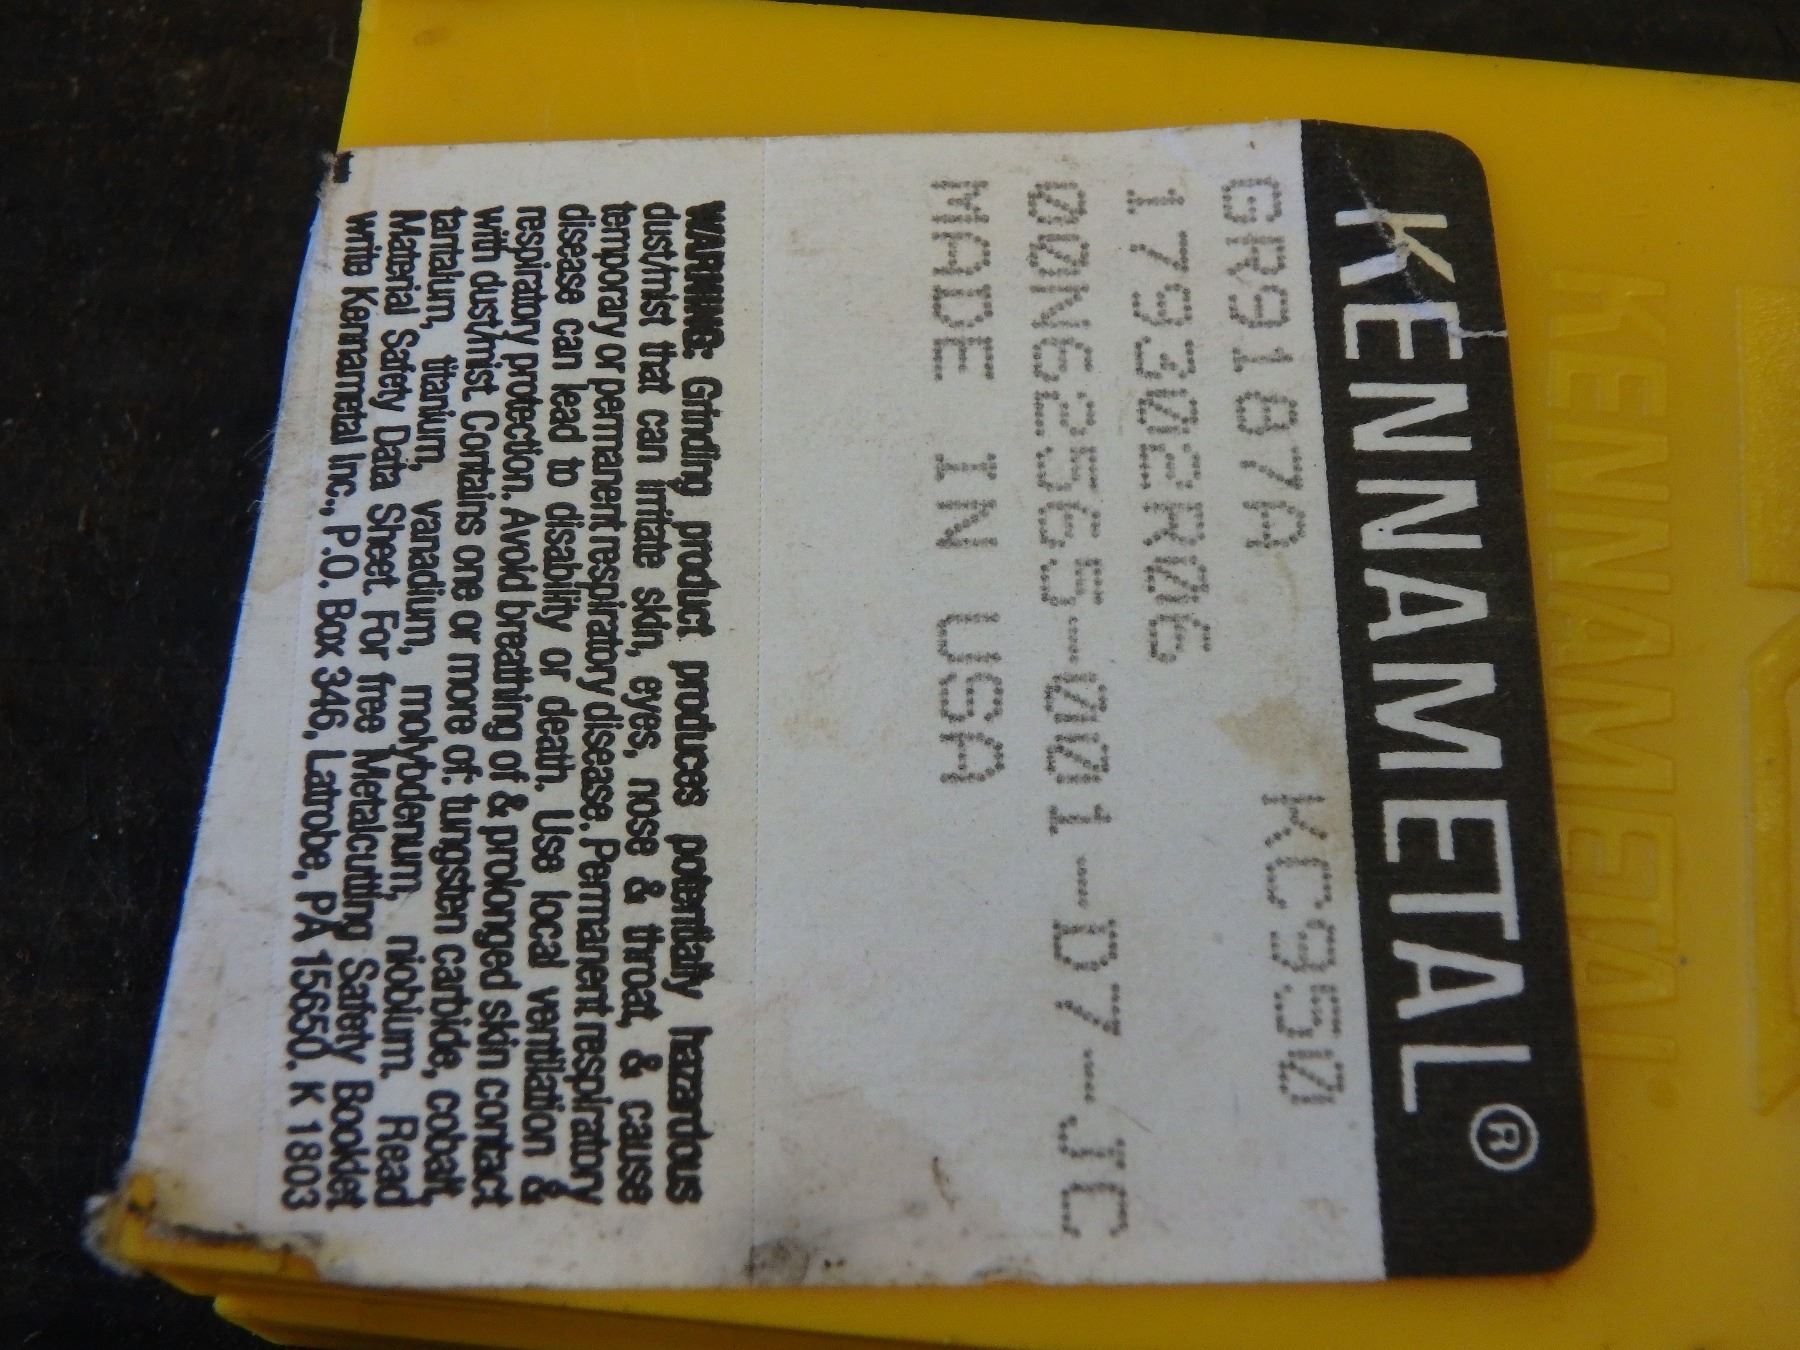 KENNAMETAL®
GR9187A KC950
179302R06
00N62565-001-D7-JC
MADE IN USA
WARNING: Grinding product produces potentially hazardous
dust/mist that can irritate skin, eyes, nose & throat, & cause
temporary or permanent respiratory disease. Permanent respiratory
disease can lead to disability or death. Use local ventilation &
respiratory protection. Avoid breathing of & prolonged skin contact
with dust/mist. Contains one or more of: tungsten carbide, cobalt,
tantalum, titanium, vanadium, molybdenum, niobium. Read
Material Safety Data Sheet. For free Metalcutting Safety Booklet
write Kennametal Inc., P.O. Box 346, Latrobe, PA 15650. K 1803
KENNAMETAL